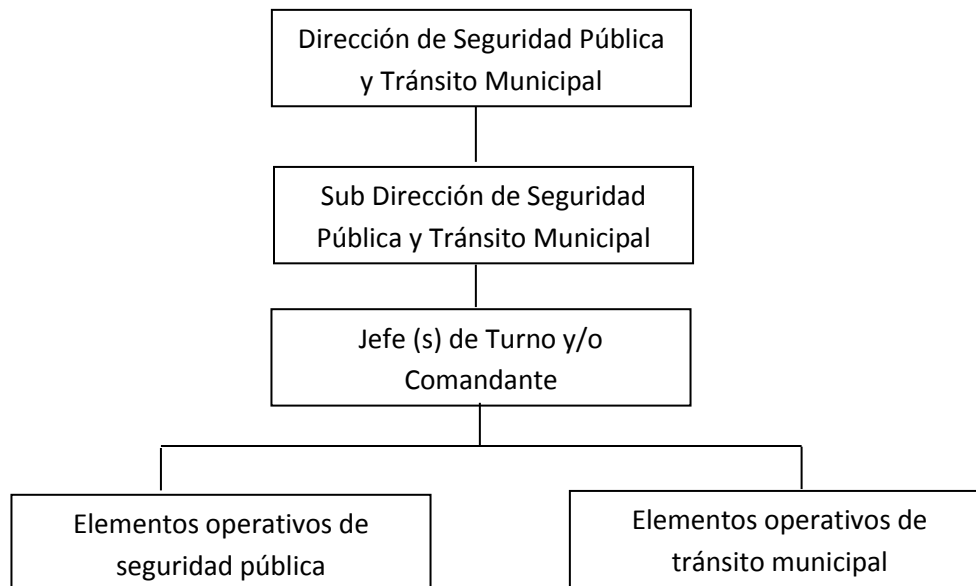 Dirección de Seguridad Pública
y Tránsito Municipal
Sub Dirección de Seguridad
Pública y Tránsito Municipal
Jefe (s) de Turno y/o
Comandante
Elementos operativos de
seguridad pública
Elementos operativos de
tránsito municipal